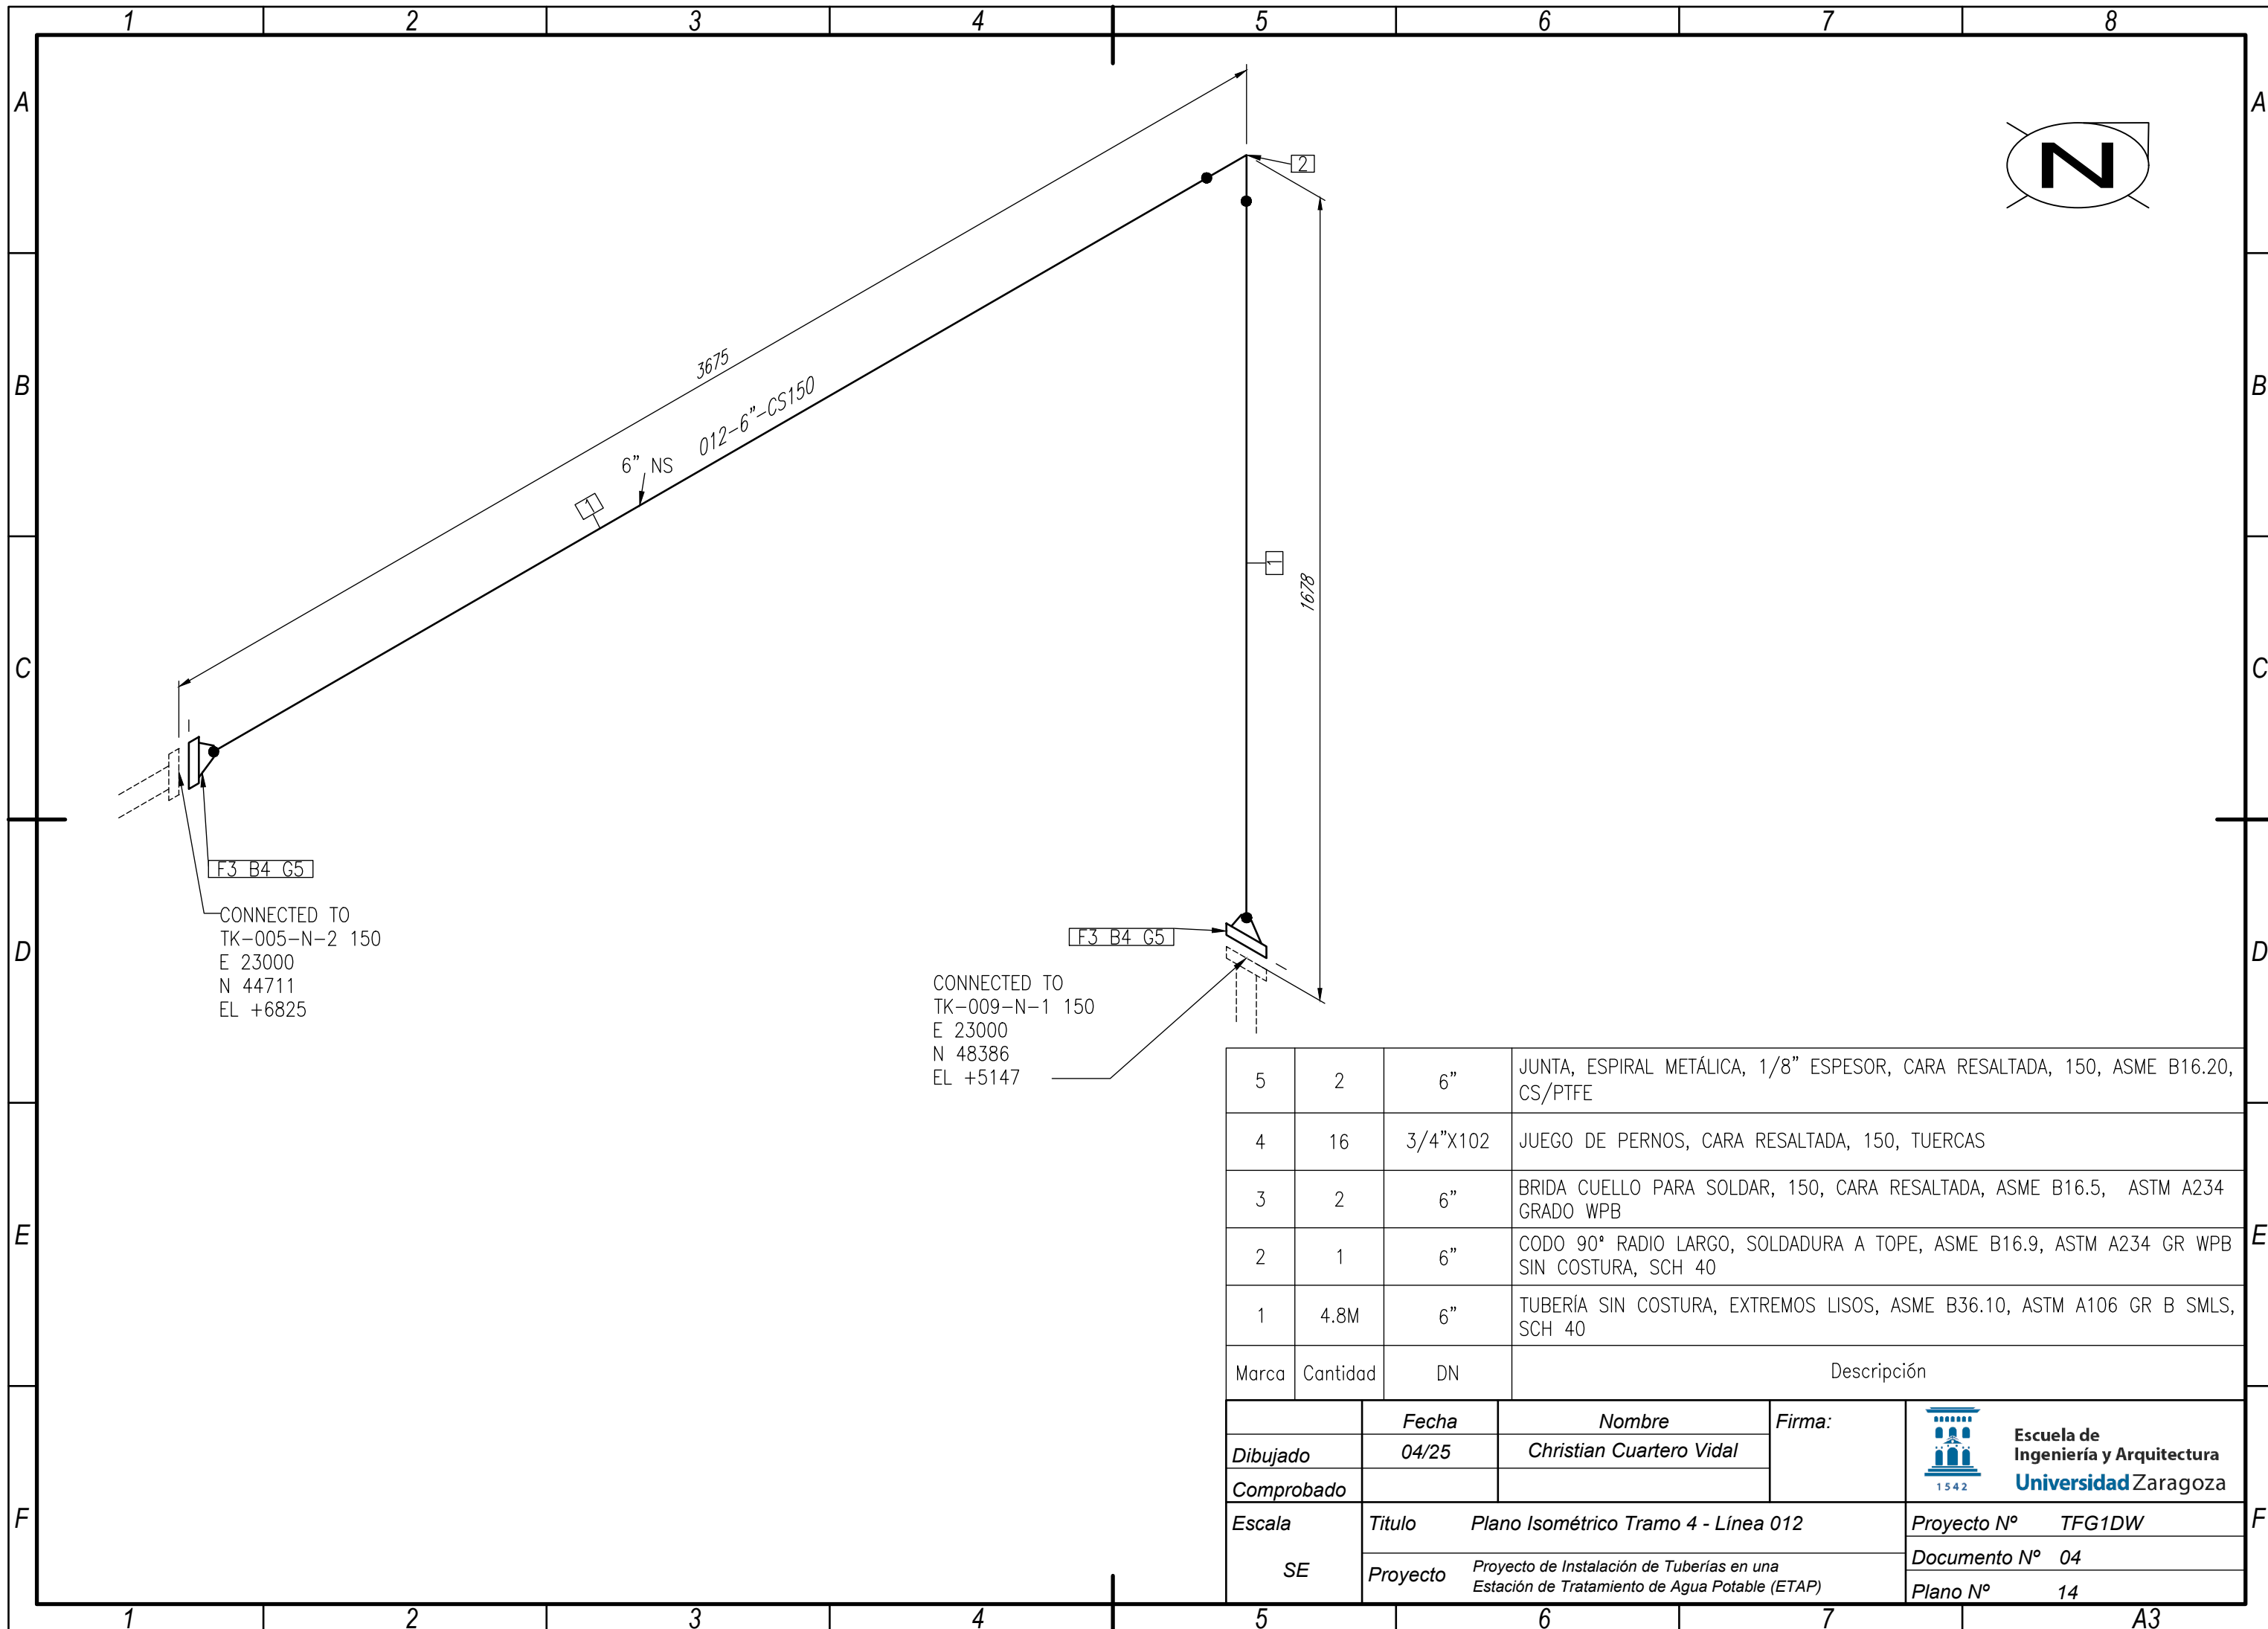 1 2 3 4 5 6 7 8
A A
B B
C C
D D
E E
F F
N
2
3675
012-6"-CS150
6" NS
1
1
1678
F3 B4 G5
CONNECTED TO
TK-005-N-2 150
E 23000
N 44711
EL +6825
F3 B4 G5
CONNECTED TO
TK-009-N-1 150
E 23000
N 48386
EL +5147
5 2 6" JUNTA, ESPIRAL METÁLICA, 1/8" ESPESOR, CARA RESALTADA, 150, ASME B16.20,
CS/PTFE
4 16 3/4"X102 JUEGO DE PERNOS, CARA RESALTADA, 150, TUERCAS
3 2 6" BRIDA CUELLO PARA SOLDAR, 150, CARA RESALTADA, ASME B16.5, ASTM A234
GRADO WPB
2 1 6" CODO 90° RADIO LARGO, SOLDADURA A TOPE, ASME B16.9, ASTM A234 GR WPB
SIN COSTURA, SCH 40
1 4.8M 6" TUBERÍA SIN COSTURA, EXTREMOS LISOS, ASME B36.10, ASTM A106 GR B SMLS,
SCH 40
Marca Cantidad DN Descripción
Fecha Nombre Firma:
Dibujado 04/25 Christian Cuartero Vidal
Comprobado
1542
Escuela de
Ingeniería y Arquitectura
Universidad Zaragoza
Escala
SE
Titulo Plano Isométrico Tramo 4 - Línea 012
Proyecto Proyecto de Instalación de Tuberías en una
Estación de Tratamiento de Agua Potable (ETAP)
Proyecto Nº TFG1DW
Documento Nº 04
Plano Nº 14
1 2 3 4 5 6 7 A3